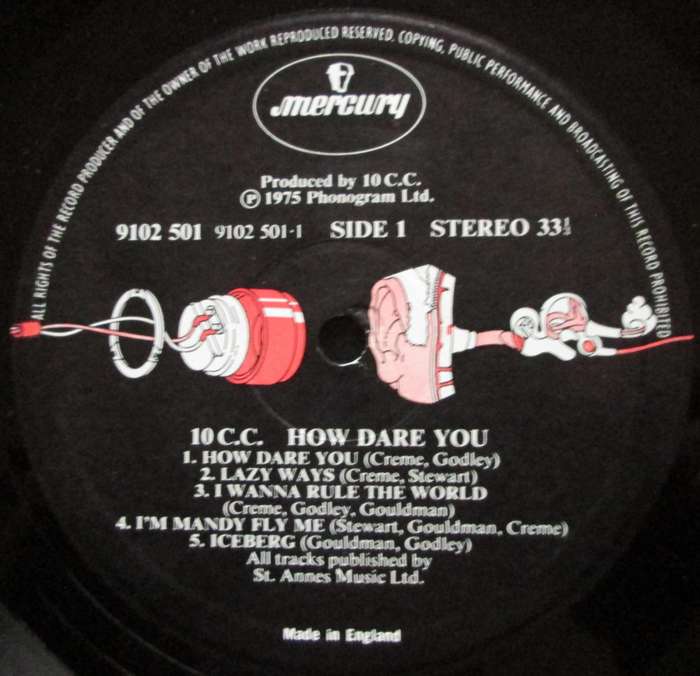 ALL RIGHTS OF THE RECORD PRODUCER AND OF THE OWNER OF THE WORK REPRODUCED RESERVED. COPYING, PUBLIC PERFORMANCE AND BROADCASTING OF THIS RECORD PROHIBITED
mercury
Produced by 10 C.C.
℗ 1975 Phonogram Ltd.
9102 501 9102 501·1 SIDE 1 STEREO 33⅓
10 C.C. HOW DARE YOU
1. HOW DARE YOU (Creme, Godley)
2. LAZY WAYS (Creme, Stewart)
3. I WANNA RULE THE WORLD
(Creme, Godley, Gouldman)
4. I'M MANDY FLY ME (Stewart, Gouldman, Creme)
5. ICEBERG (Gouldman, Godley)
All tracks published by
St. Annes Music Ltd.
Made in England